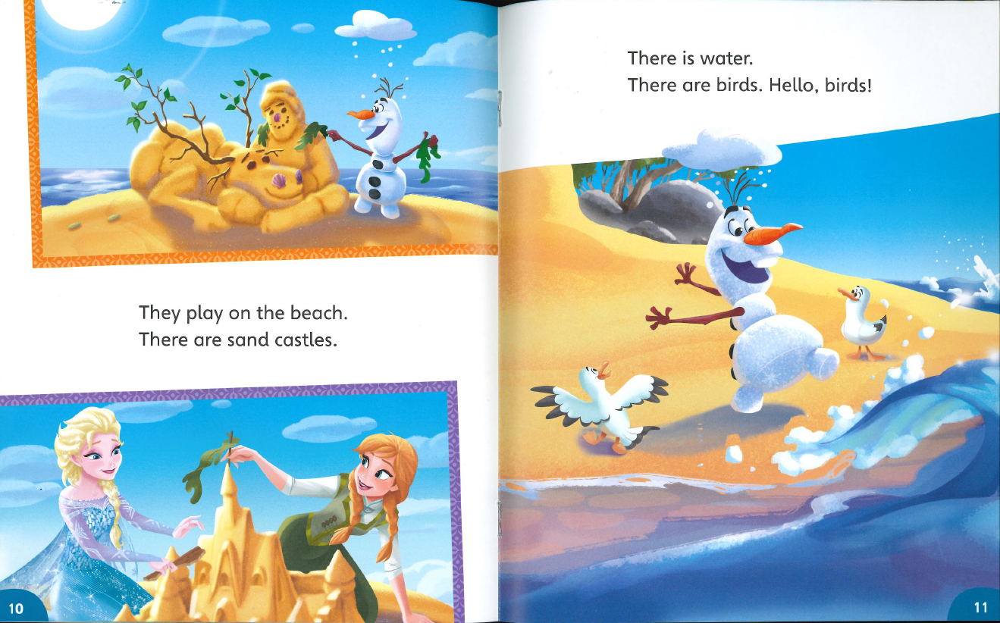 They play on the beach.
There are sand castles.
10
There is water.
There are birds. Hello, birds!
11